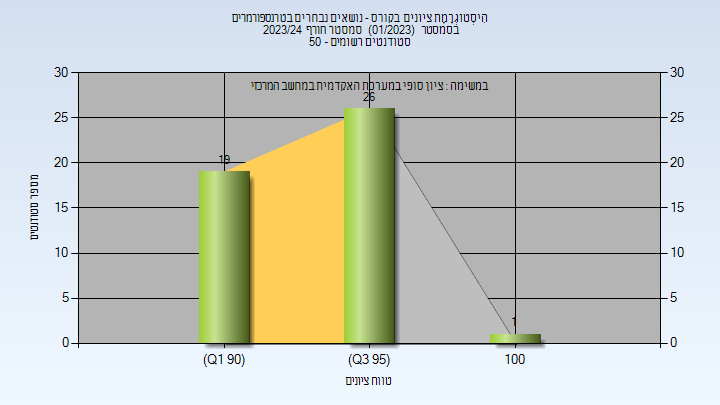 היסטוגרמת ציונים בקורס - נושאים נבחרים בטרנספורמרים
בסמסטר (01/2023) סמסטר חורף 2023/24
סטודנטים רשומים - 50
במשימה : ציון סופי במערכת האקדמית במחשב המרכזי
30
25
20
15
10
5
0
30
25
20
15
10
5
0
19
26
1
מספר סטודנטים
(Q1 90)
(Q3 95)
100
טווח ציונים